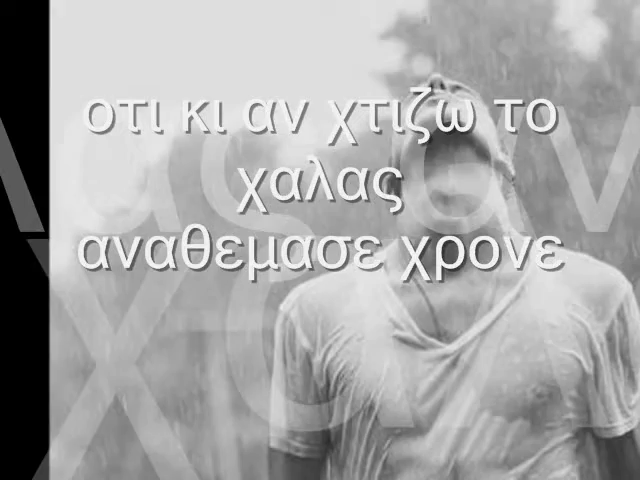 οτι κι αν χτιζω το
χαλας
αναθεμασε χρονε